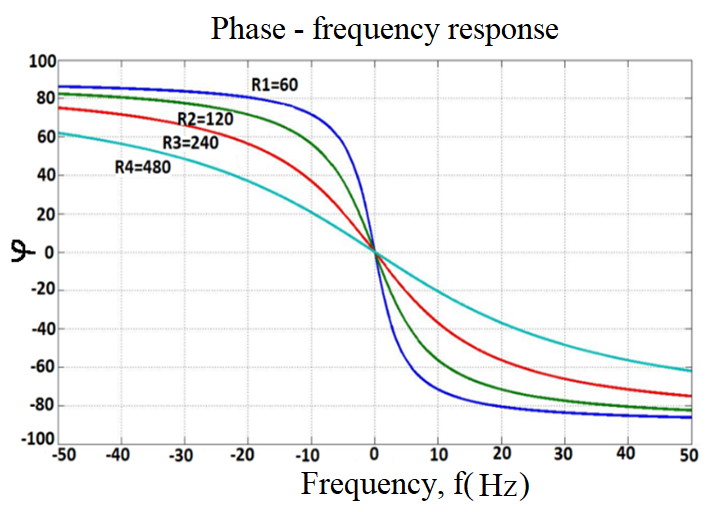 Phase - frequency response
100
80
60
40
20
0
-20
-40
-60
-80
-100
φ
R1=60
R2=120
R3=240
R4=480
-50 -40 -30 -20 -10 0 10 20 30 40 50
Frequency, f(Hz)